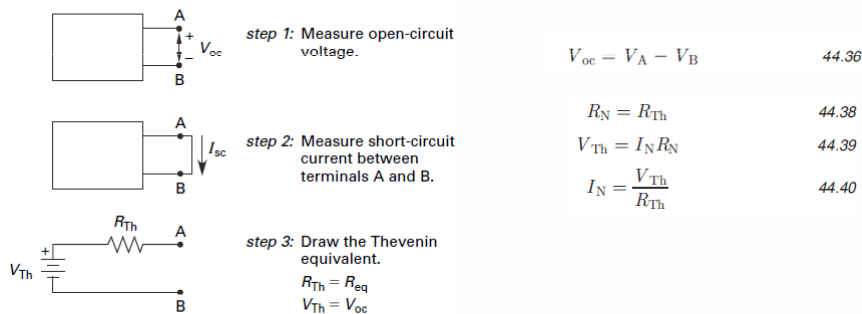 A
+
V_oc
−
B
step 1: Measure open-circuit
voltage.
A
I_sc
B
step 2: Measure short-circuit
current between
terminals A and B.
R_Th
A
+
V_Th
B
step 3: Draw the Thevenin
equivalent.
R_Th = R_eq
V_Th = V_oc
V_oc = V_A − V_B 44.36
R_N = R_Th 44.38
V_Th = I_N R_N 44.39
I_N = V_Th / R_Th 44.40